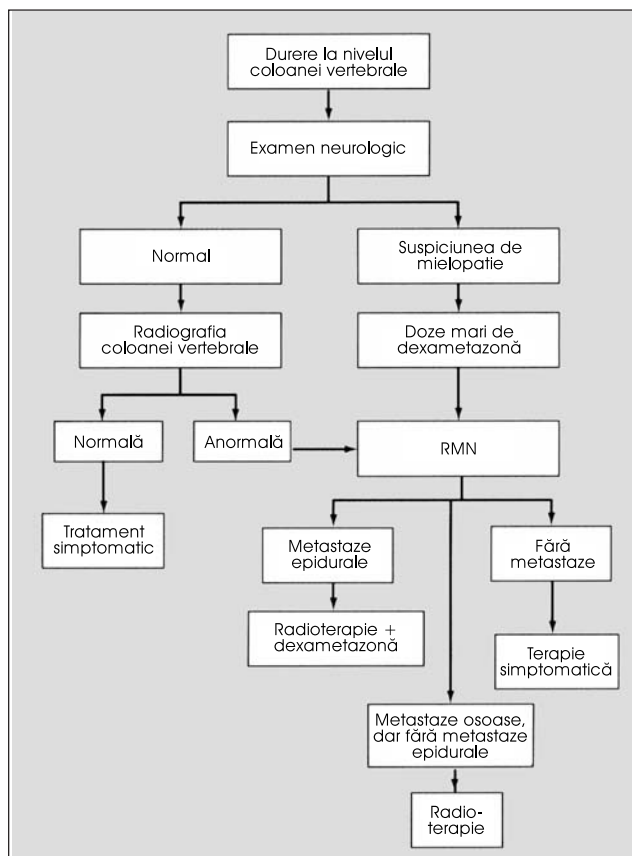 Durere la nivelul
coloanei vertebrale
Examen neurologic
Normal
Suspiciunea de
mielopatie
Radiografia
coloanei vertebrale
Doze mari de
dexametazonă
Normală
Anormală
RMN
Tratament
simptomatic
Metastaze
epidurale
Fără
metastaze
Radioterapie +
dexametazonă
Terapie
simptomatică
Metastaze osoase,
dar fără metastaze
epidurale
Radio-
terapie